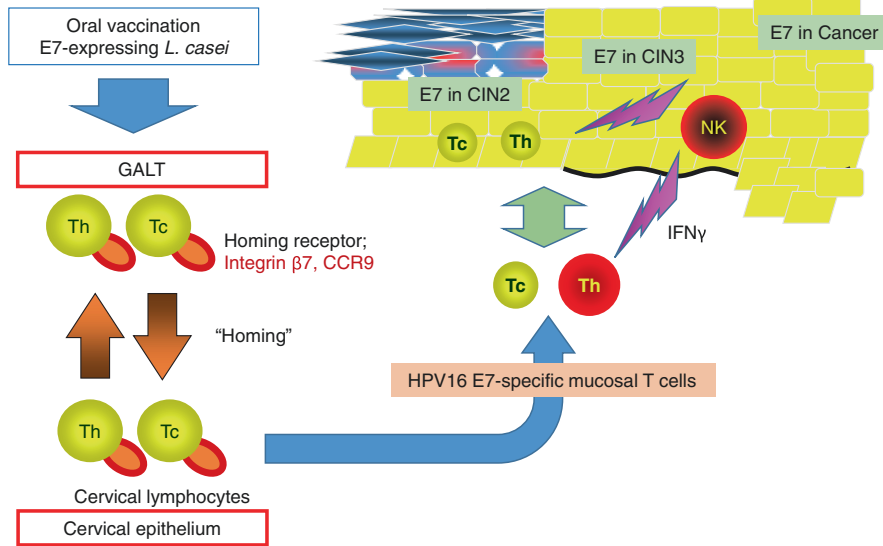 Oral vaccination
E7-expressing L. casei
GALT
Th
Tc
Homing receptor;
Integrin β7, CCR9
“Homing”
Th
Tc
Cervical lymphocytes
Cervical epithelium
E7 in Cancer
E7 in CIN3
E7 in CIN2
Tc
Th
NK
IFNγ
Tc
Th
HPV16 E7-specific mucosal T cells